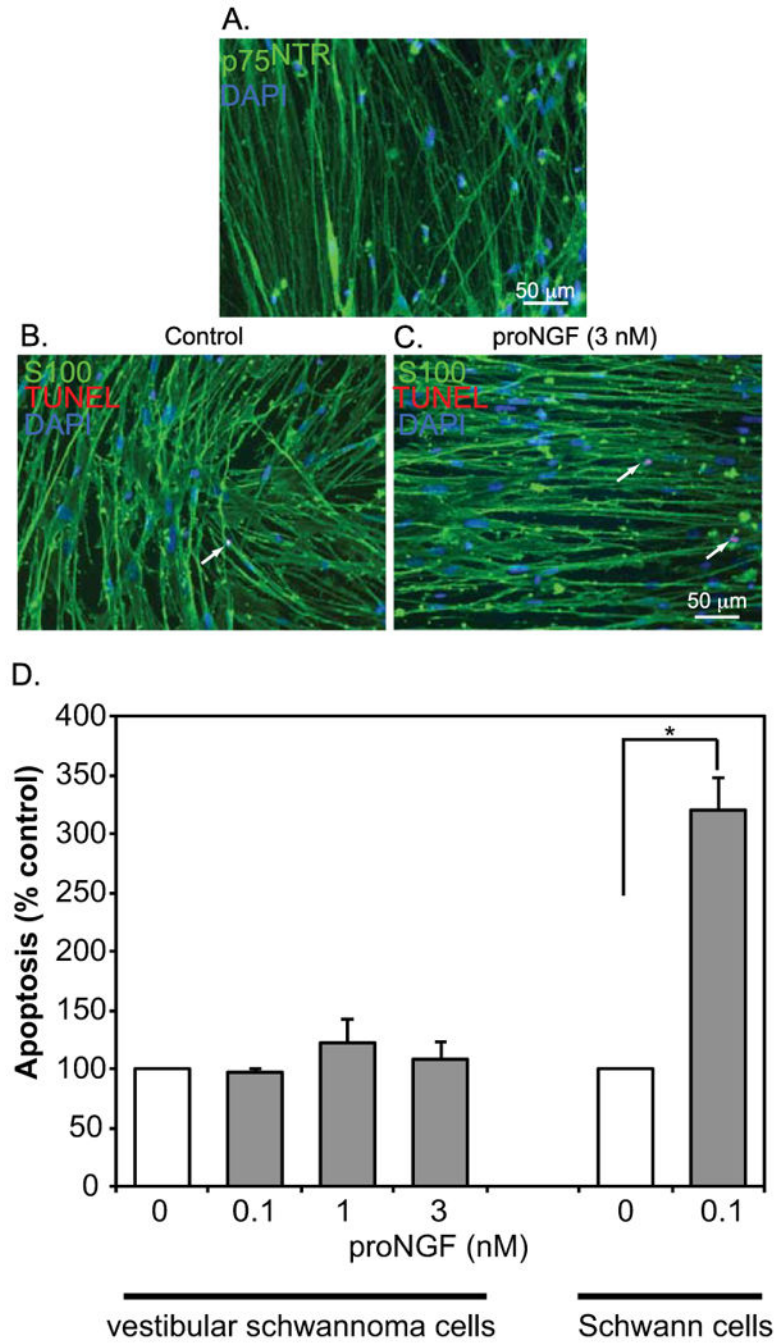 A.
p75NTR
DAPI
50 μm
B.
Control
S100
TUNEL
DAPI
C.
proNGF (3 nM)
S100
TUNEL
DAPI
50 μm
D.
Apoptosis (% control)
400
350
300
250
200
150
100
50
0
*
0 0.1 1 3 0 0.1
proNGF (nM)
vestibular schwannoma cells Schwann cells